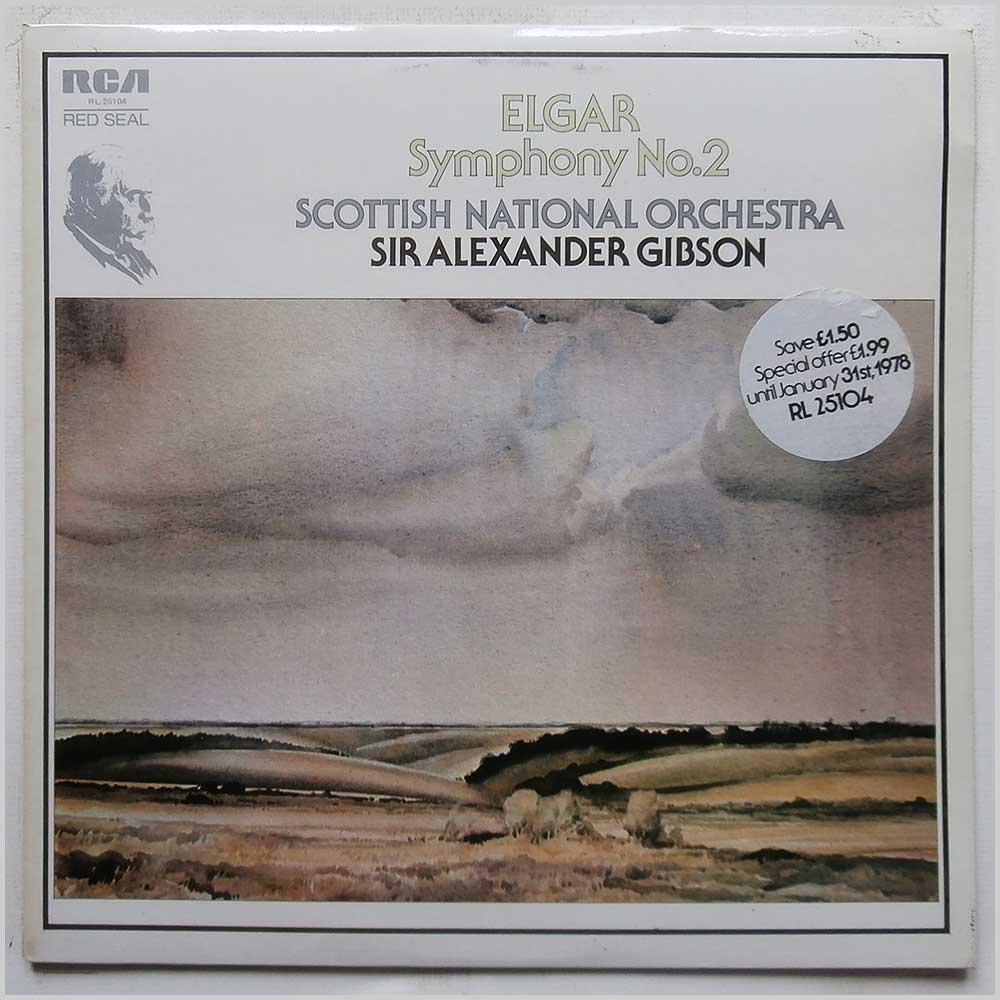 RCA
RL 25104
RED SEAL
ELGAR
Symphony No.2
SCOTTISH NATIONAL ORCHESTRA
SIR ALEXANDER GIBSON
Save £1.50
Special offer £1.99
until January 31st, 1978
RL 25104